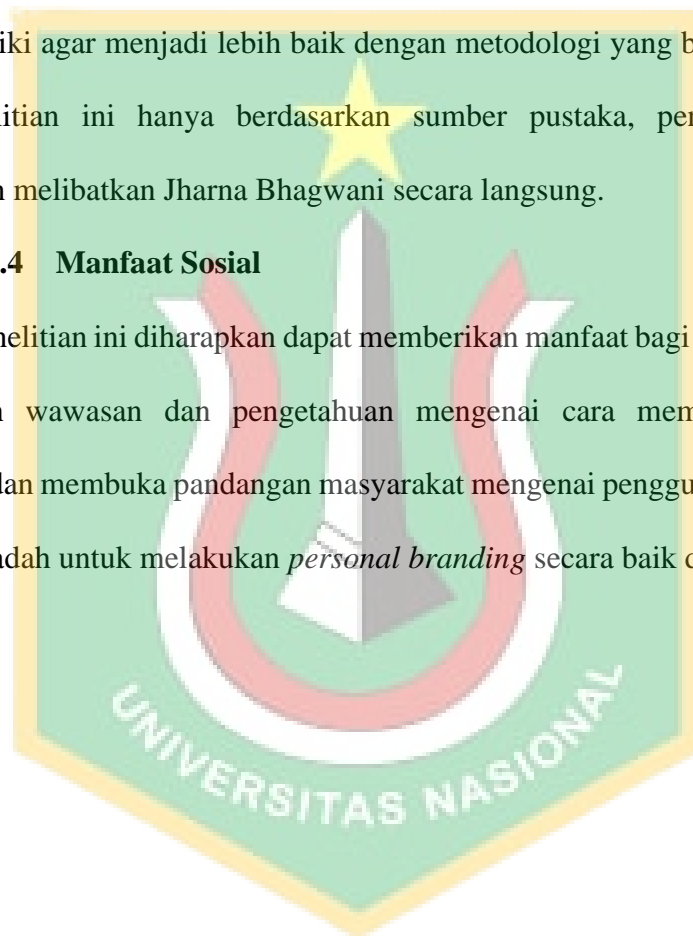 iki agar menjadi lebih baik dengan metodologi yang b
litian ini hanya berdasarkan sumber pustaka, per
n melibatkan Jharna Bhagwani secara langsung.
.4 Manfaat Sosial
nelitian ini diharapkan dapat memberikan manfaat bagi
n wawasan dan pengetahuan mengenai cara mem
dan membuka pandangan masyarakat mengenai penggu
adah untuk melakukan personal branding secara baik d
UNIVERSITAS NASIONAL